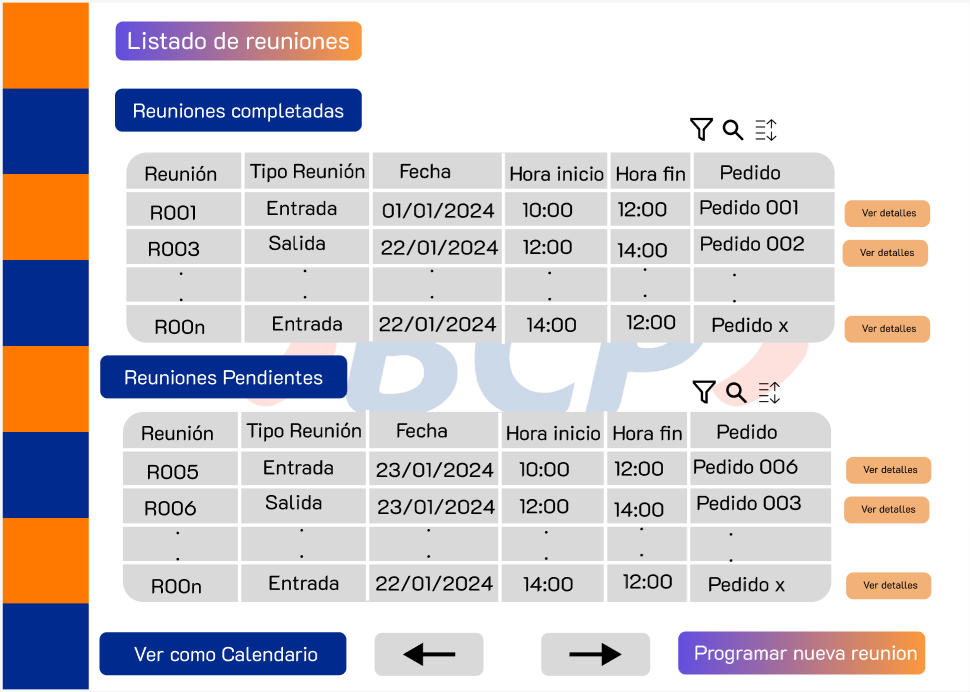 Listado de reuniones
Reuniones completadas
Reunión Tipo Reunión Fecha Hora inicio Hora fin Pedido
R001 Entrada 01/01/2024 10:00 12:00 Pedido 001 Ver detalles
R003 Salida 22/01/2024 12:00 14:00 Pedido 002 Ver detalles
. . . . . .
. . . . . .
R00n Entrada 22/01/2024 14:00 12:00 Pedido x Ver detalles
BCP
Reuniones Pendientes
Reunión Tipo Reunión Fecha Hora inicio Hora fin Pedido
R005 Entrada 23/01/2024 10:00 12:00 Pedido 006 Ver detalles
R006 Salida 23/01/2024 12:00 14:00 Pedido 003 Ver detalles
. . . . . .
. . . . . .
R00n Entrada 22/01/2024 14:00 12:00 Pedido x Ver detalles
Ver como Calendario
Programar nueva reunion